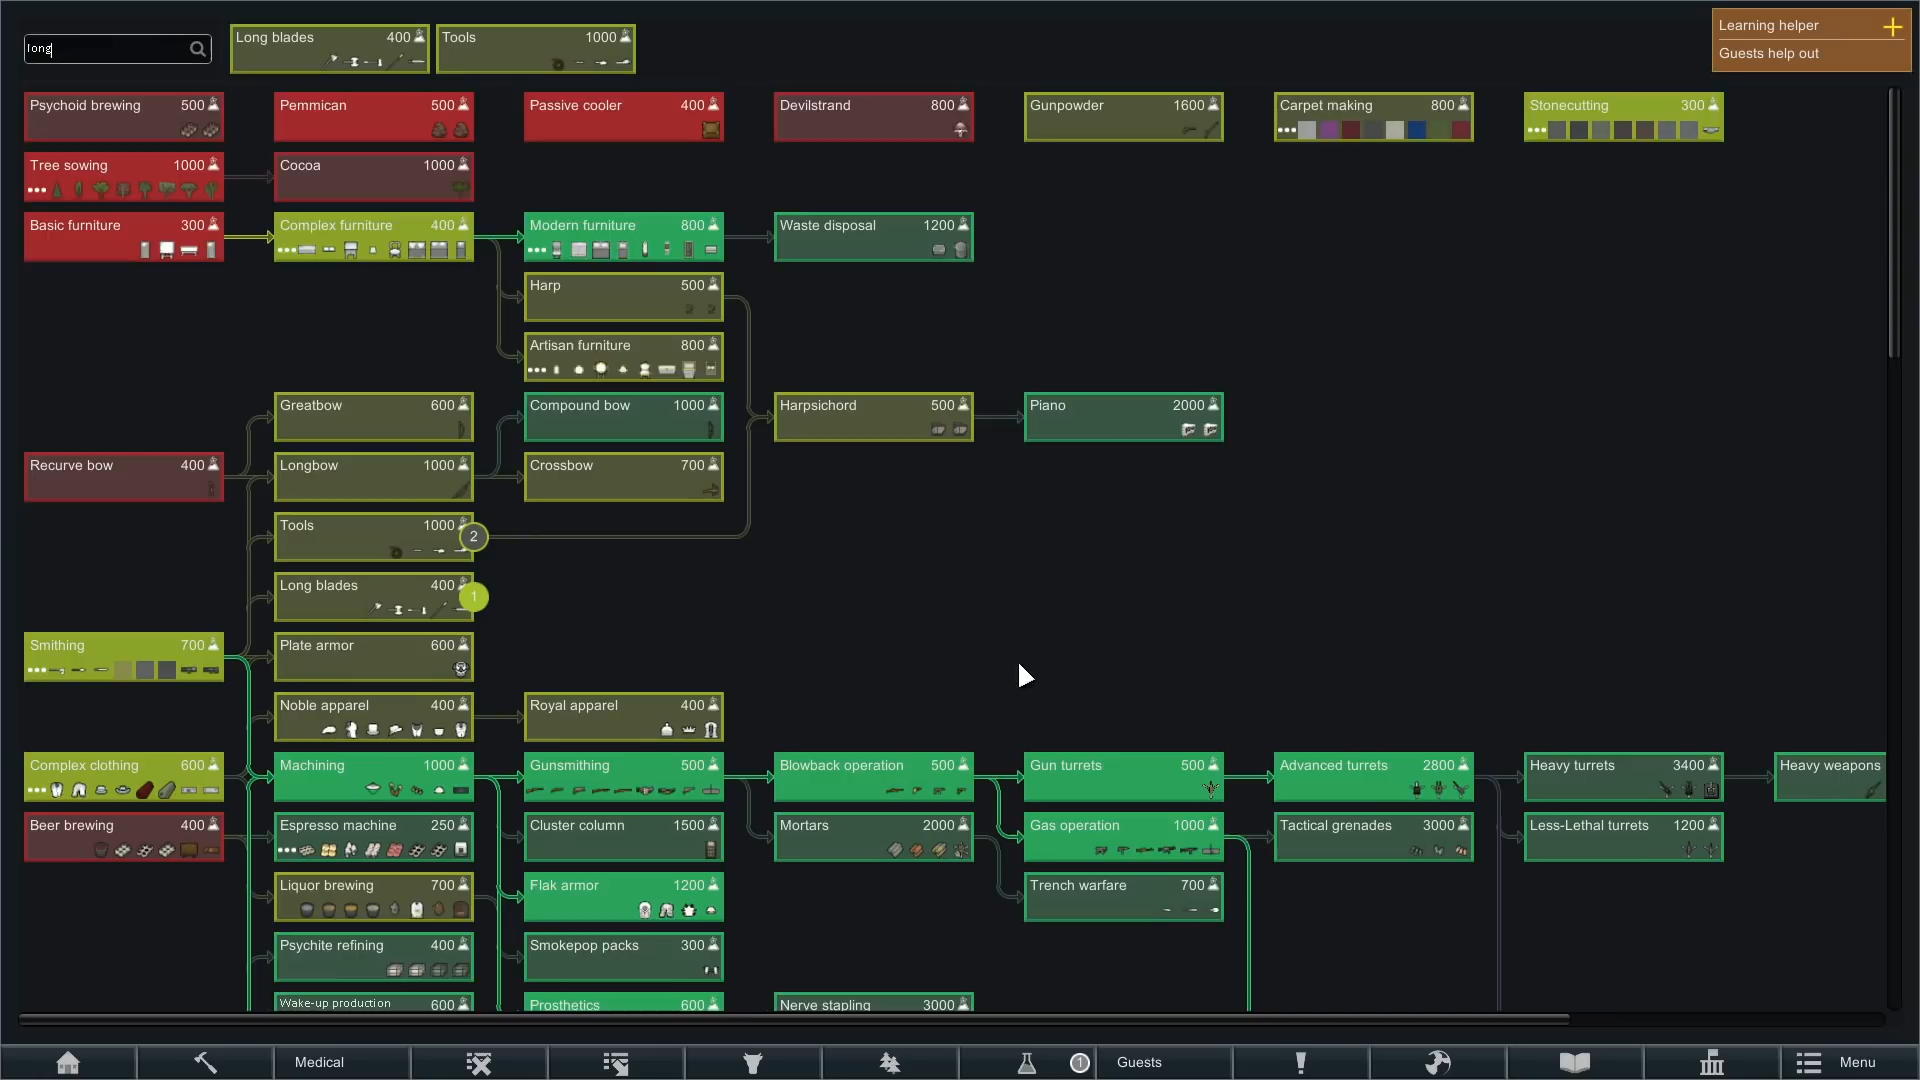 long
Long blades 400
Tools 1000
Learning helper
Guests help out
Psychoid brewing 500
Pemmican 500
Passive cooler 400
Devilstrand 800
Gunpowder 1600
Carpet making 800
Stonecutting 300
Tree sowing 1000
Cocoa 1000
Basic furniture 300
Complex furniture 400
Modern furniture 800
Waste disposal 1200
Harp 500
Artisan furniture 800
Greatbow 600
Compound bow 1000
Harpsichord 500
Piano 2000
Recurve bow 400
Longbow 1000
Crossbow 700
Tools 1000
2
Long blades 400
1
Smithing 700
Plate armor 600
Noble apparel 400
Royal apparel 400
Complex clothing 600
Machining 1000
Gunsmithing 500
Blowback operation 500
Gun turrets 500
Advanced turrets 2800
Heavy turrets 3400
Heavy weapons
Beer brewing 400
Espresso machine 250
Cluster column 1500
Mortars 2000
Gas operation 1000
Tactical grenades 3000
Less-Lethal turrets 1200
Liquor brewing 700
Flak armor 1200
Trench warfare 700
Psychite refining 400
Smokepop packs 300
Wake-up production 600
Prosthetics 600
Nerve stapling 3000
Medical
1
Guests
Menu